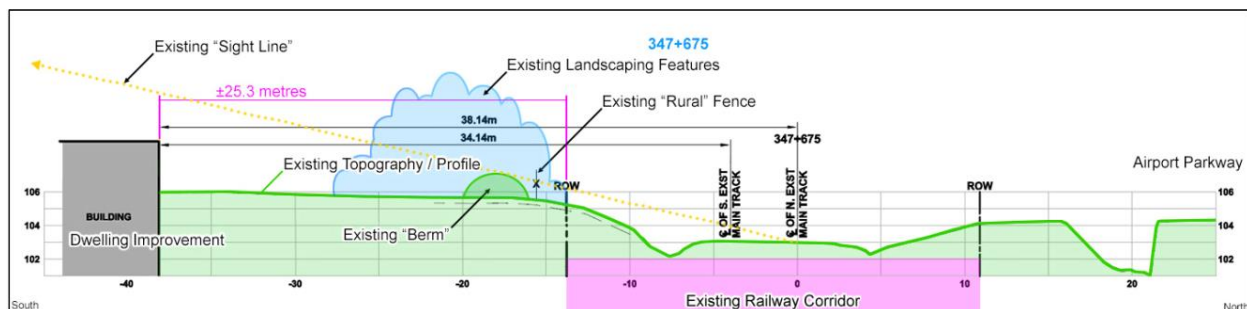 347+675
Existing “Sight Line”
Existing Landscaping Features
±25.3 metres
Existing “Rural” Fence
38.14m
34.14m
347+675
Existing Topography / Profile
Airport Parkway
X
ROW
ROW
106
104
102
106
104
102
BUILDING
Dwelling Improvement
Existing “Berm”
℄ OF S. EXST
MAIN TRACK
℄ OF N. EXST
MAIN TRACK
-40
-30
-20
-10
0
10
20
Existing Railway Corridor
South
North